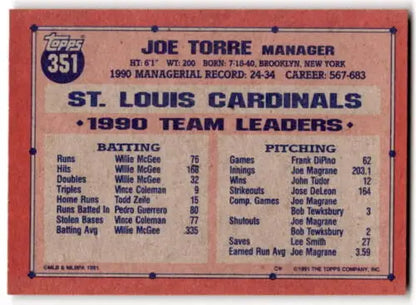 Topps
351
JOE TORRE MANAGER
HT: 6'1" WT: 200 BORN: 7-18-40, BROOKLYN, NEW YORK
1990 MANAGERIAL RECORD: 24-34 CAREER: 567-683
ST. LOUIS CARDINALS
1990 TEAM LEADERS
BATTING
Runs Willie McGee 76
Hits Willie McGee 168
Doubles Willie McGee 32
Triples Vince Coleman 9
Home Runs Todd Zeile 15
Runs Batted In Pedro Guerrero 80
Stolen Bases Vince Coleman 77
Batting Avg Willie McGee .335
PITCHING
Games Frank DiPino 62
Innings Joe Magrane 203.1
Wins John Tudor 12
Strikeouts Jose DeLeon 164
Comp. Games Joe Magrane
Bob Tewksbury 3
Shutouts Joe Magrane
Bob Tewksbury 2
Saves Lee Smith 27
Earned Run Avg Joe Magrane 3.59
©MLB & MLBPA 1991
©1991 THE TOPPS COMPANY, INC.